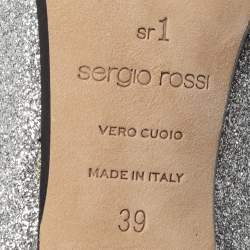 sr1
sergio rossi
VERO CUOIO
MADE IN ITALY
39